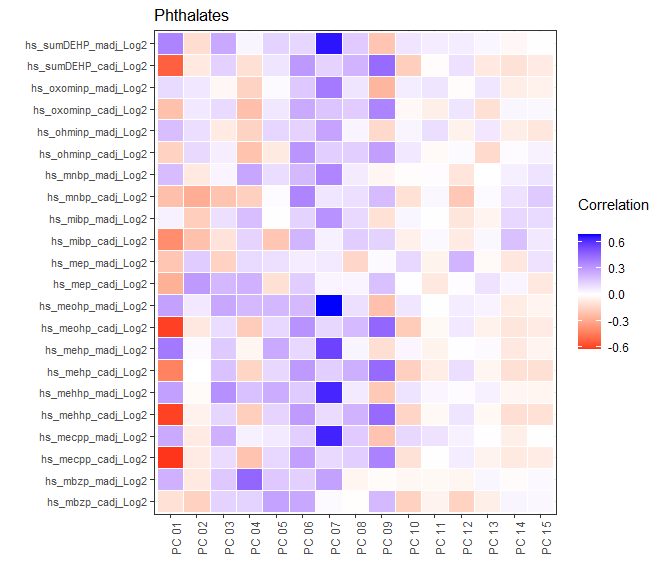 Phthalates
hs_sumDEHP_madj_Log2
hs_sumDEHP_cadj_Log2
hs_oxominp_madj_Log2
hs_oxominp_cadj_Log2
hs_ohminp_madj_Log2
hs_ohminp_cadj_Log2
hs_mnbp_madj_Log2
hs_mnbp_cadj_Log2
hs_mibp_madj_Log2
hs_mibp_cadj_Log2
hs_mep_madj_Log2
hs_mep_cadj_Log2
hs_meohp_madj_Log2
hs_meohp_cadj_Log2
hs_mehp_madj_Log2
hs_mehp_cadj_Log2
hs_mehhp_madj_Log2
hs_mehhp_cadj_Log2
hs_mecpp_madj_Log2
hs_mecpp_cadj_Log2
hs_mbzp_madj_Log2
hs_mbzp_cadj_Log2
PC 01
PC 02
PC 03
PC 04
PC 05
PC 06
PC 07
PC 08
PC 09
PC 10
PC 11
PC 12
PC 13
PC 14
PC 15
Correlation
0.6
0.3
0.0
-0.3
-0.6